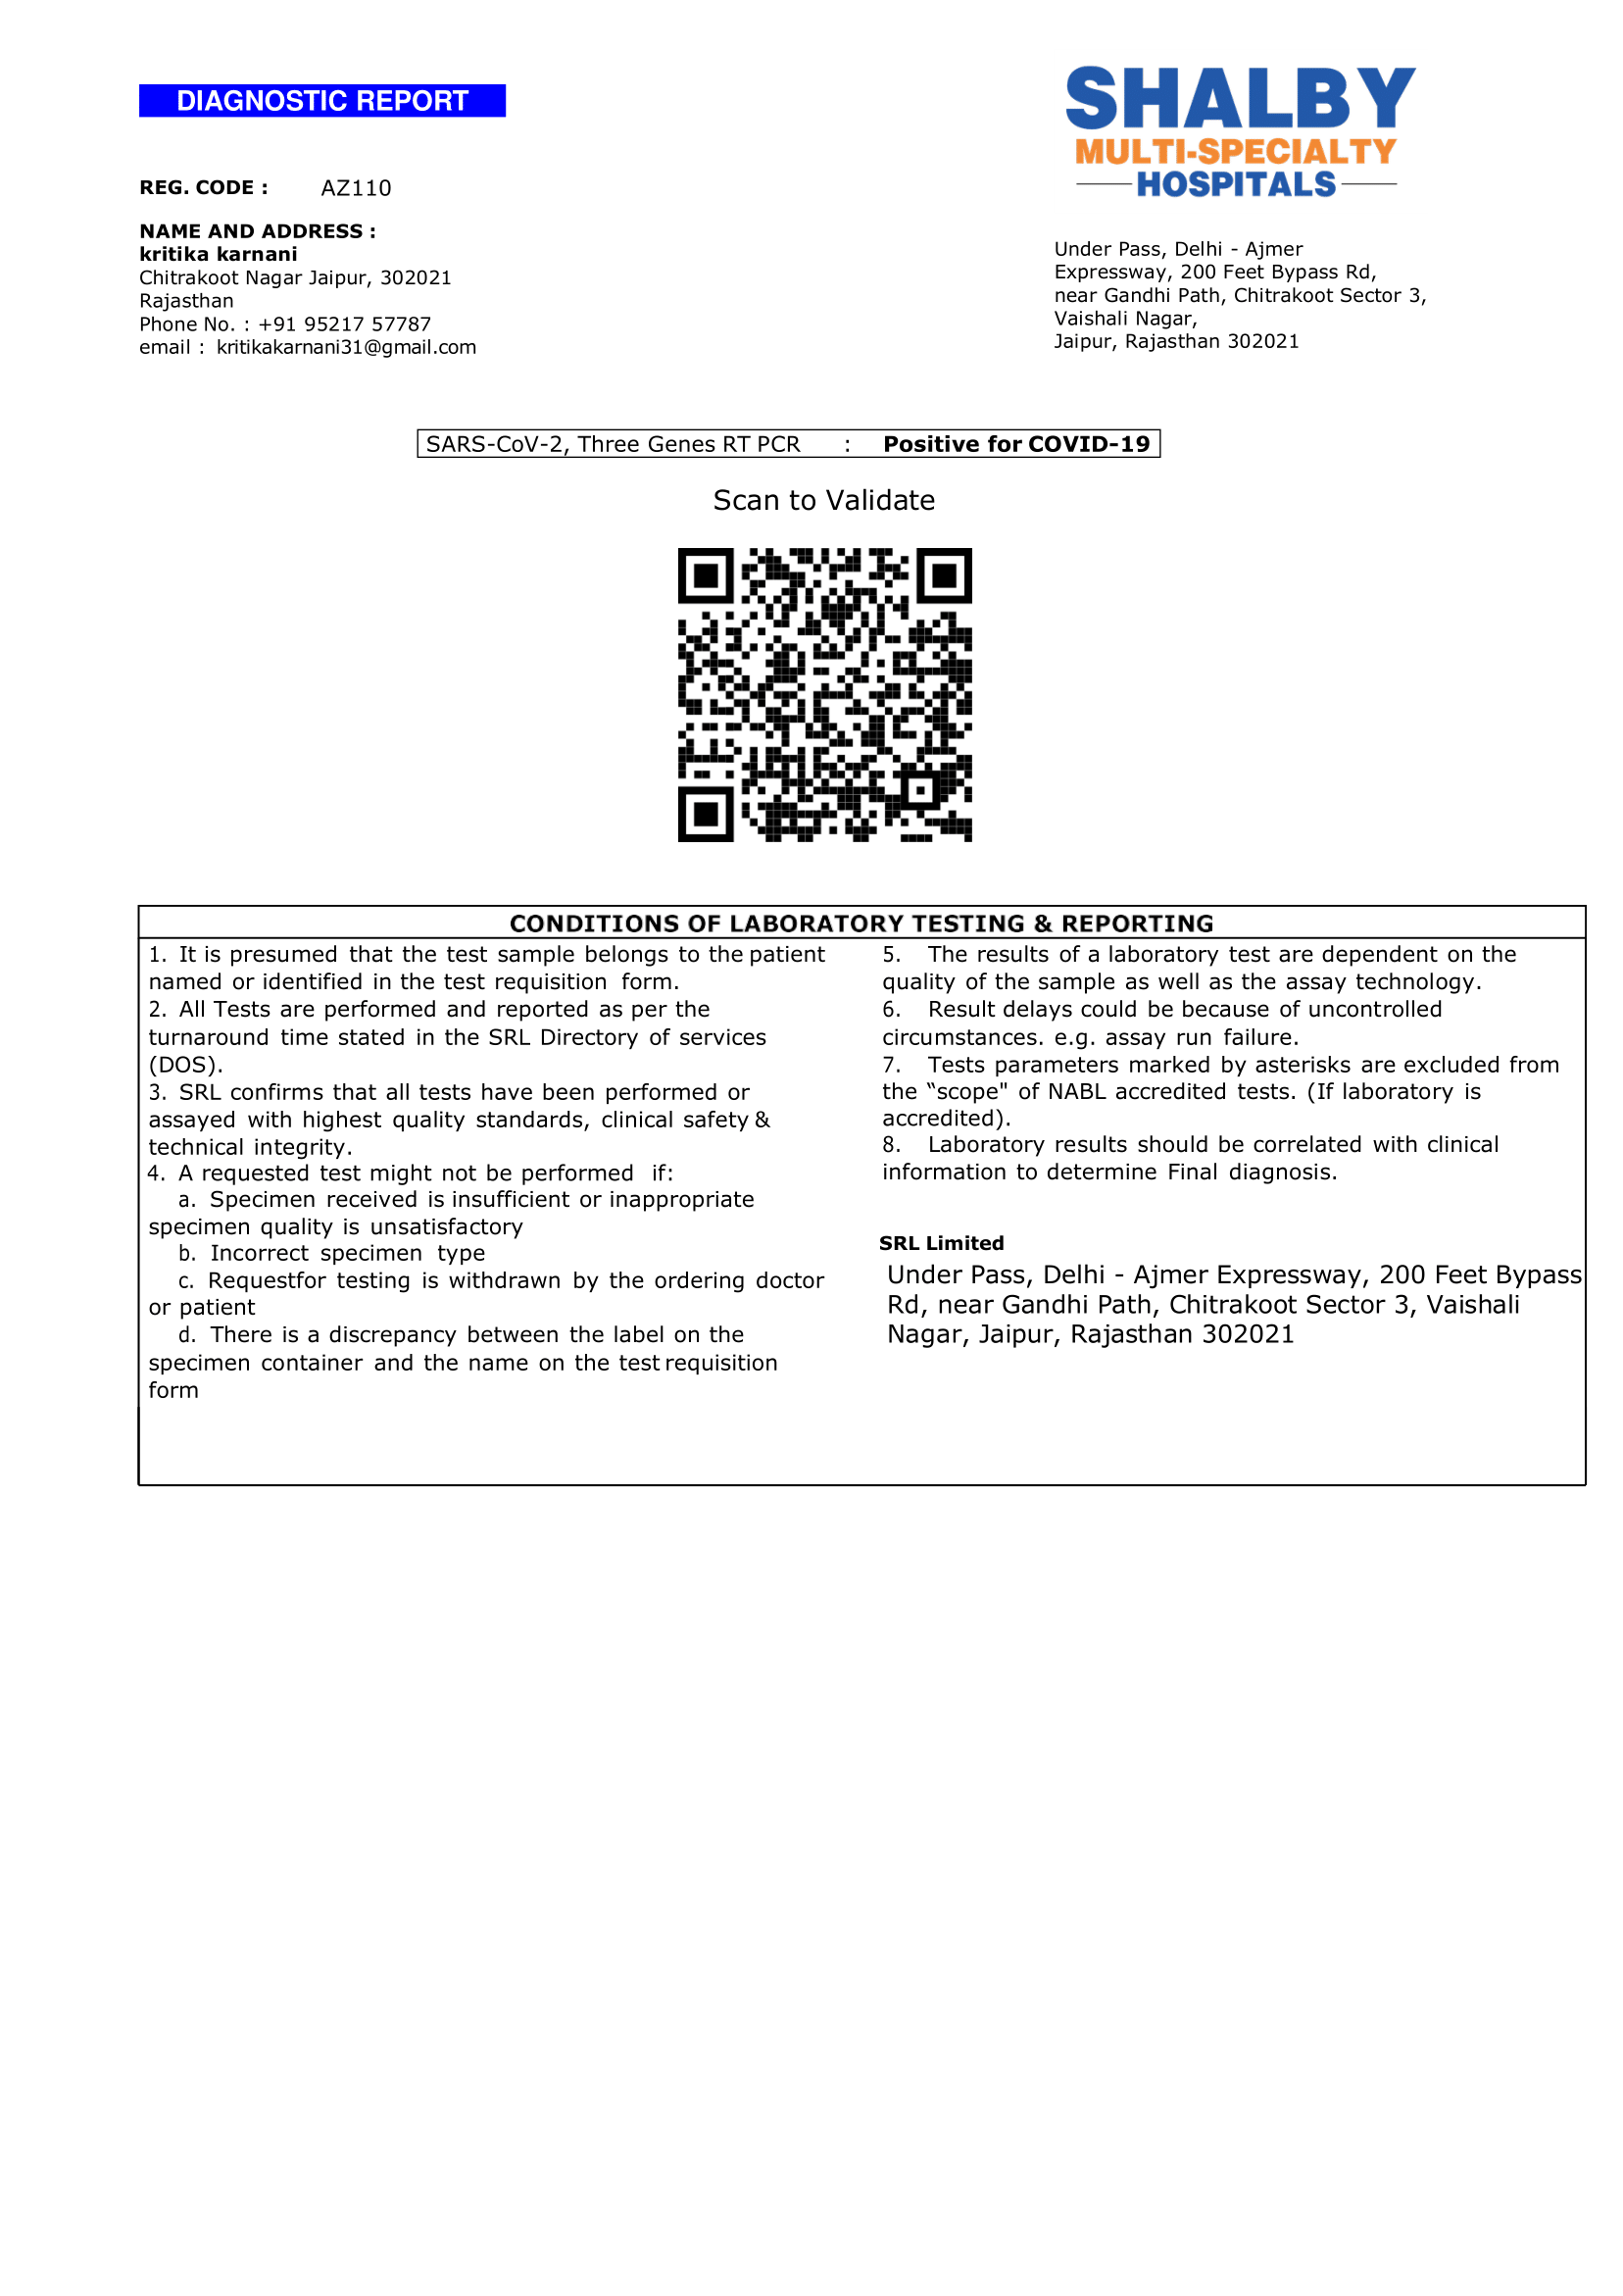 DIAGNOSTIC REPORT
SHALBY
MULTI-SPECIALTY
HOSPITALS
REG. CODE : AZ110
NAME AND ADDRESS :
kritika karnani
Chitrakoot Nagar Jaipur, 302021
Rajasthan
Phone No. : +91 95217 57787
email : kritikakarnani31@gmail.com
Under Pass, Delhi - Ajmer
Expressway, 200 Feet Bypass Rd,
near Gandhi Path, Chitrakoot Sector 3,
Vaishali Nagar,
Jaipur, Rajasthan 302021
SARS-CoV-2, Three Genes RT PCR : Positive for COVID-19
Scan to Validate
CONDITIONS OF LABORATORY TESTING & REPORTING
1. It is presumed that the test sample belongs to the patient
named or identified in the test requisition form.
2. All Tests are performed and reported as per the
turnaround time stated in the SRL Directory of services
(DOS).
3. SRL confirms that all tests have been performed or
assayed with highest quality standards, clinical safety &
technical integrity.
4. A requested test might not be performed if:
a. Specimen received is insufficient or inappropriate
specimen quality is unsatisfactory
b. Incorrect specimen type
c. Requestfor testing is withdrawn by the ordering doctor
or patient
d. There is a discrepancy between the label on the
specimen container and the name on the test requisition
form
5. The results of a laboratory test are dependent on the
quality of the sample as well as the assay technology.
6. Result delays could be because of uncontrolled
circumstances. e.g. assay run failure.
7. Tests parameters marked by asterisks are excluded from
the “scope" of NABL accredited tests. (If laboratory is
accredited).
8. Laboratory results should be correlated with clinical
information to determine Final diagnosis.
SRL Limited
Under Pass, Delhi - Ajmer Expressway, 200 Feet Bypass
Rd, near Gandhi Path, Chitrakoot Sector 3, Vaishali
Nagar, Jaipur, Rajasthan 302021